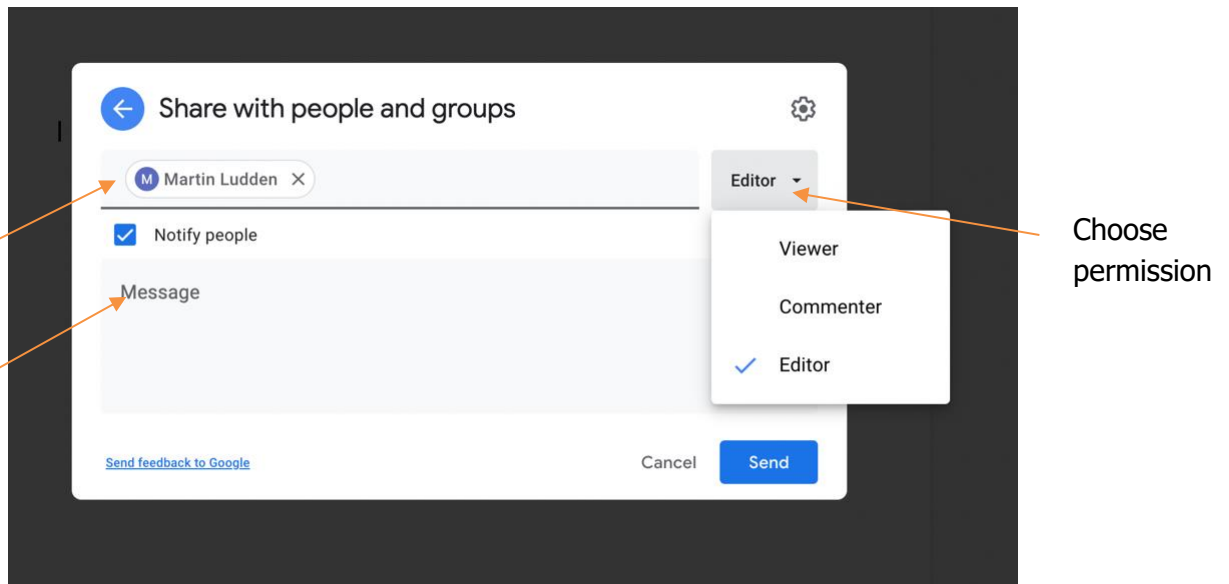 Share with people and groups
M Martin Ludden
Editor
Notify people
Message
Viewer
Commenter
Editor
Send feedback to Google
Cancel
Send
Choose
permission